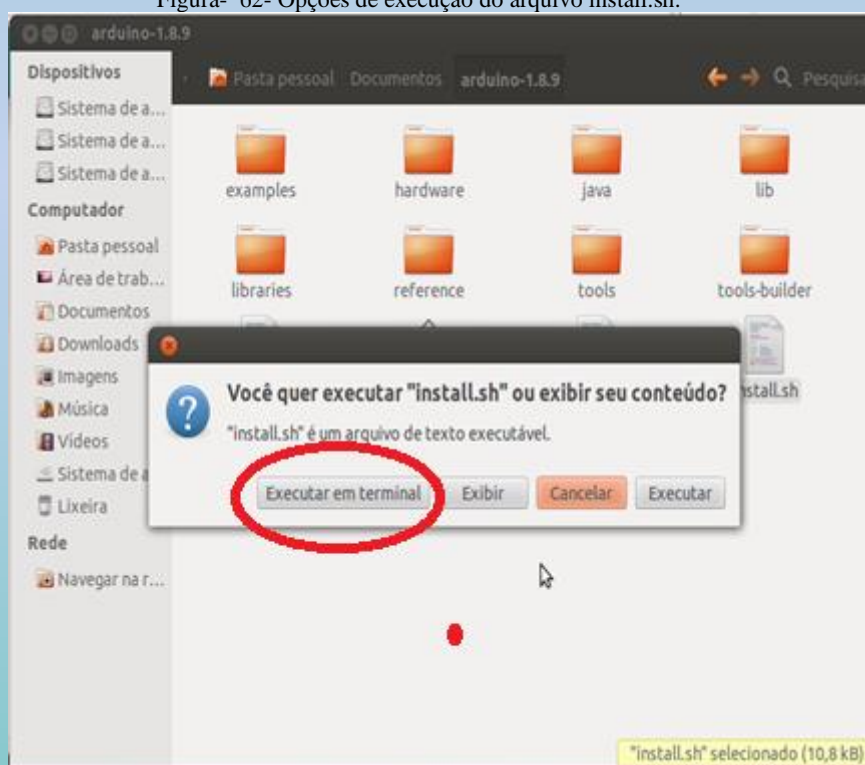 Figura- 62- Opções de execução do arquivo install.sh.
arduino-1.8.9
Dispositivos
Pasta pessoal Documentos arduino-1.8.9
Pesquisa
Sistema de a...
Sistema de a...
Sistema de a...
examples hardware java lib
Computador
Pasta pessoal
Área de trab...
libraries reference tools tools-builder
Documentos
Downloads
Imagens
Música
Vídeos
Sistema de a
Lixeira
Rede
Navegar na r...
Você quer executar "install.sh" ou exibir seu conteúdo?
"install.sh" é um arquivo de texto executável.
Executar em terminal Exibir Cancelar Executar
nstall.sh
"install.sh" selecionado (10,8 kB)